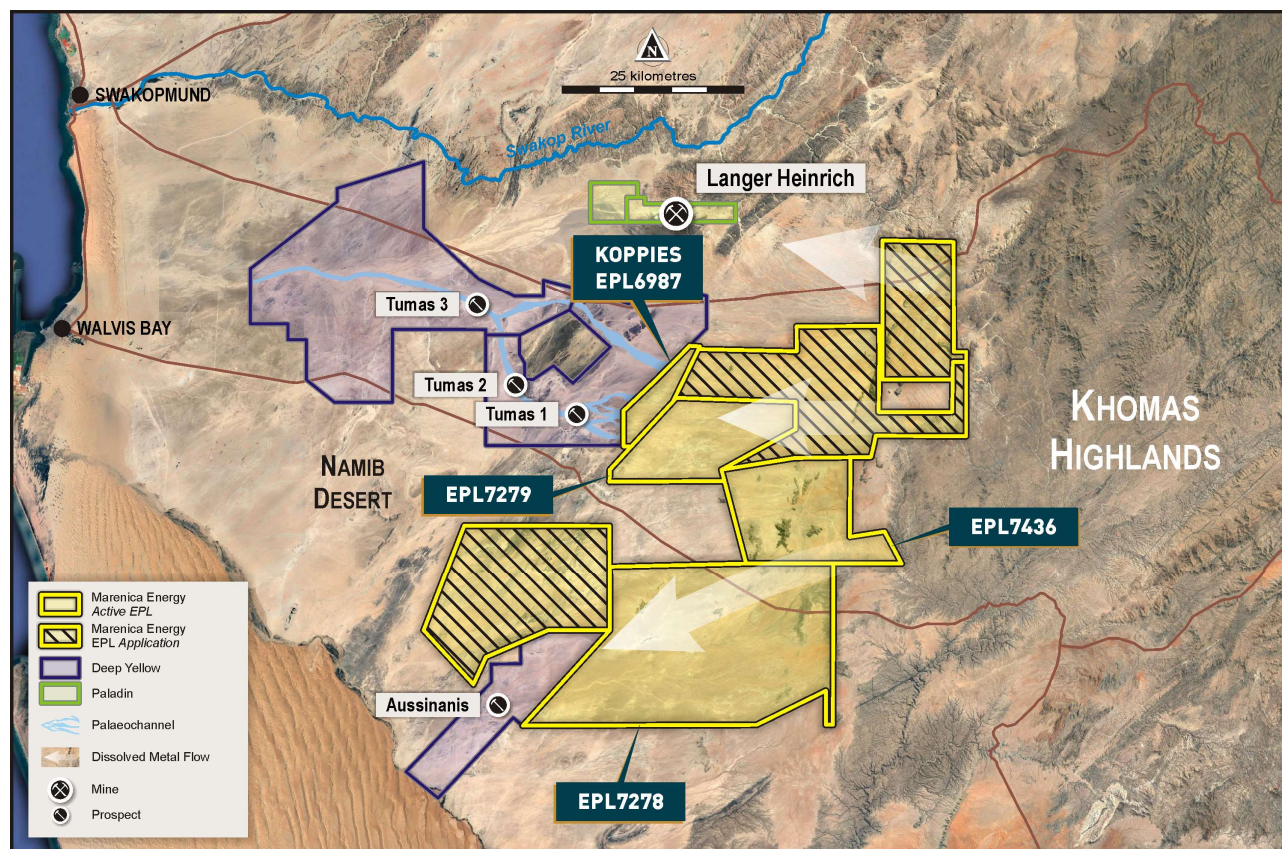 N
25 kilometres
SWAKOPMUND
Swakop River
Langer Heinrich
KOPPIES
EPL6987
Tumas 3
WALVIS BAY
Tumas 2
Tumas 1
KHOMAS
HIGHLANDS
NAMIB
DESERT
EPL7279
EPL7436
Aussinanis
EPL7278
Marenica Energy
Active EPL
Marenica Energy
EPL Application
Deep Yellow
Paladin
Palaeochannel
Dissolved Metal Flow
Mine
Prospect